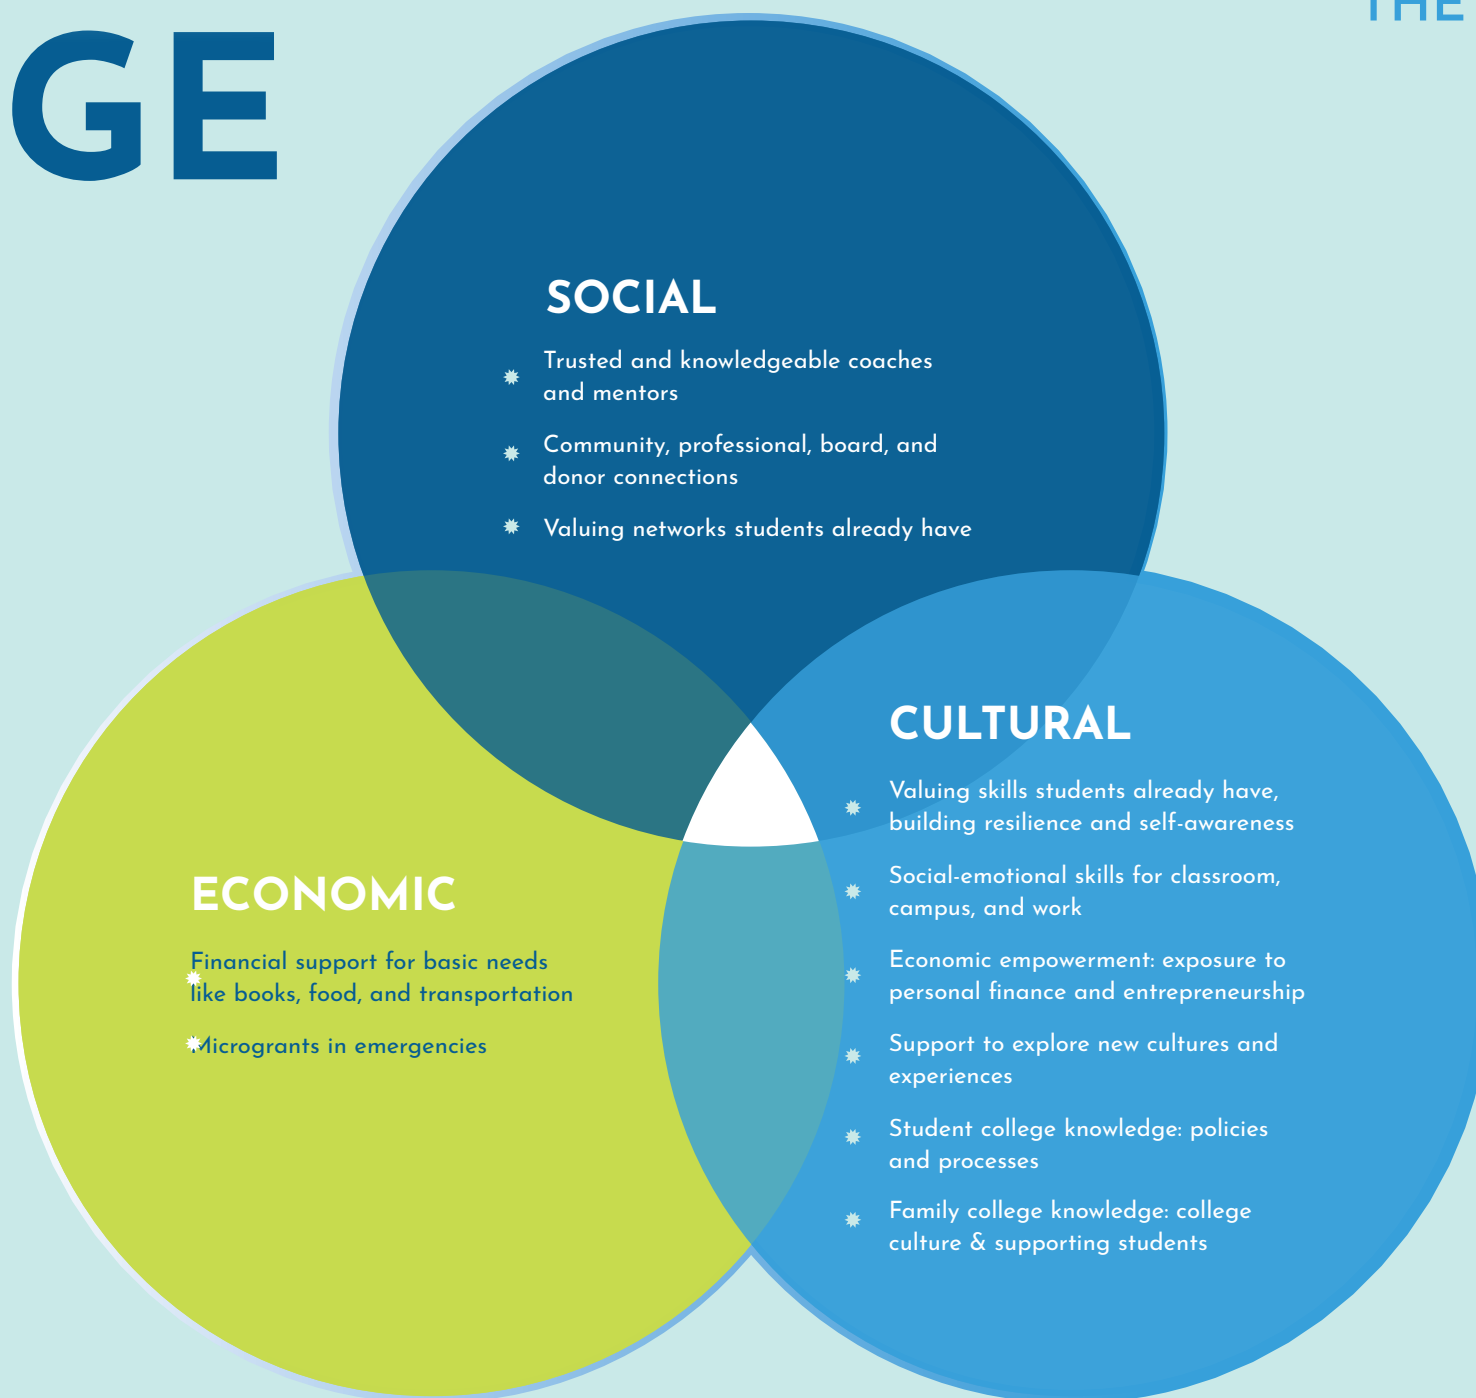 THE
GE
SOCIAL
Trusted and knowledgeable coaches
and mentors
Community, professional, board, and
donor connections
Valuing networks students already have
CULTURAL
Valuing skills students already have,
building resilience and self-awareness
Social-emotional skills for classroom,
campus, and work
Economic empowerment: exposure to
personal finance and entrepreneurship
Support to explore new cultures and
experiences
Student college knowledge: policies
and processes
Family college knowledge: college
culture & supporting students
ECONOMIC
Financial support for basic needs
like books, food, and transportation
Microgrants in emergencies